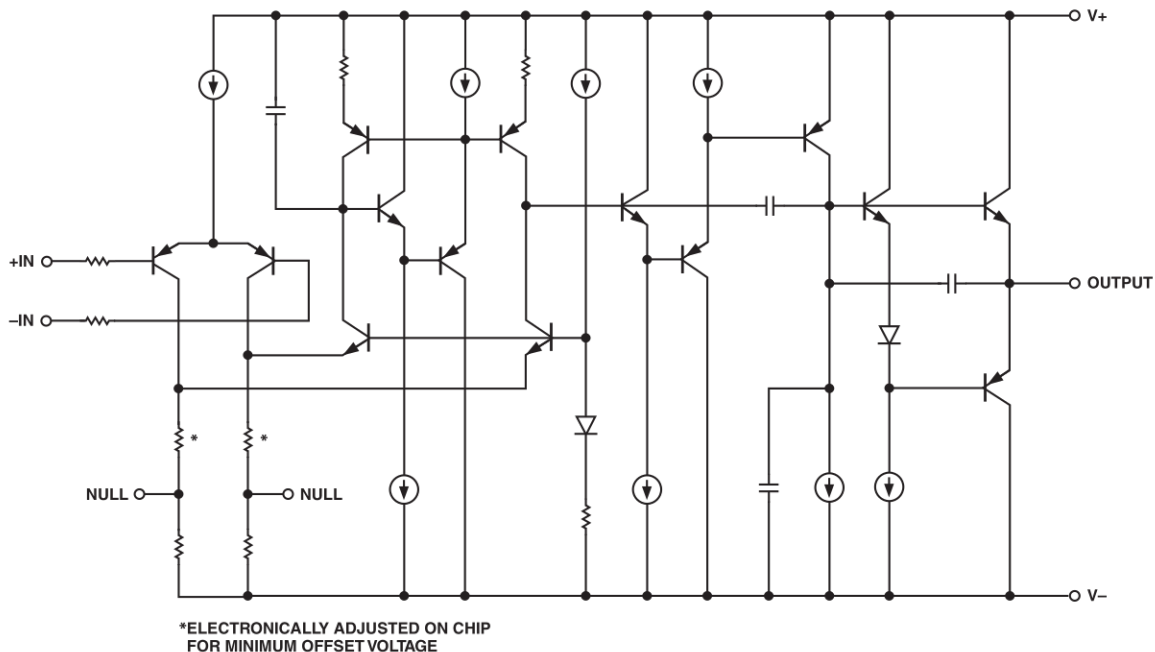 V+
+IN
–IN
OUTPUT
*
*
NULL
NULL
V–
*ELECTRONICALLY ADJUSTED ON CHIP
FOR MINIMUM OFFSET VOLTAGE